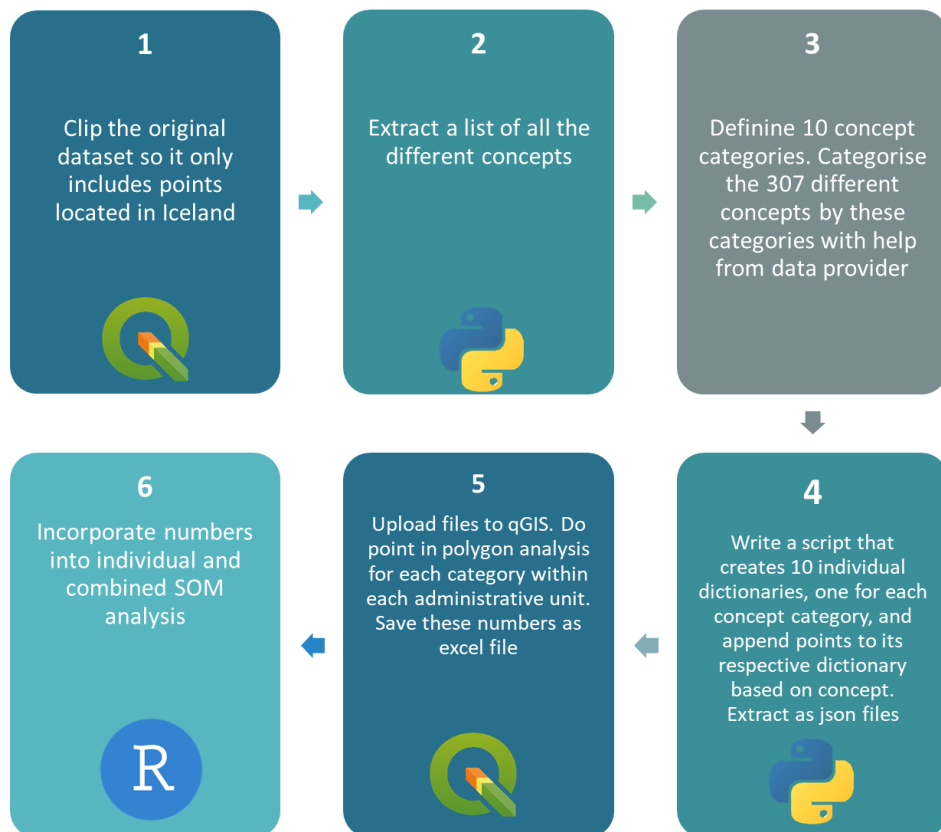 1
Clip the original
dataset so it only
includes points
located in Iceland
2
Extract a list of all the
different concepts
3
Definine 10 concept
categories. Categorise
the 307 different
concepts by these
categories with help
from data provider
4
Write a script that
creates 10 individual
dictionaries, one for each
concept category, and
append points to its
respective dictionary
based on concept.
Extract as json files
5
Upload files to qGIS. Do
point in polygon analysis
for each category within
each administrative unit.
Save these numbers as
excel file
6
Incorporate numbers
into individual and
combined SOM
analysis
R